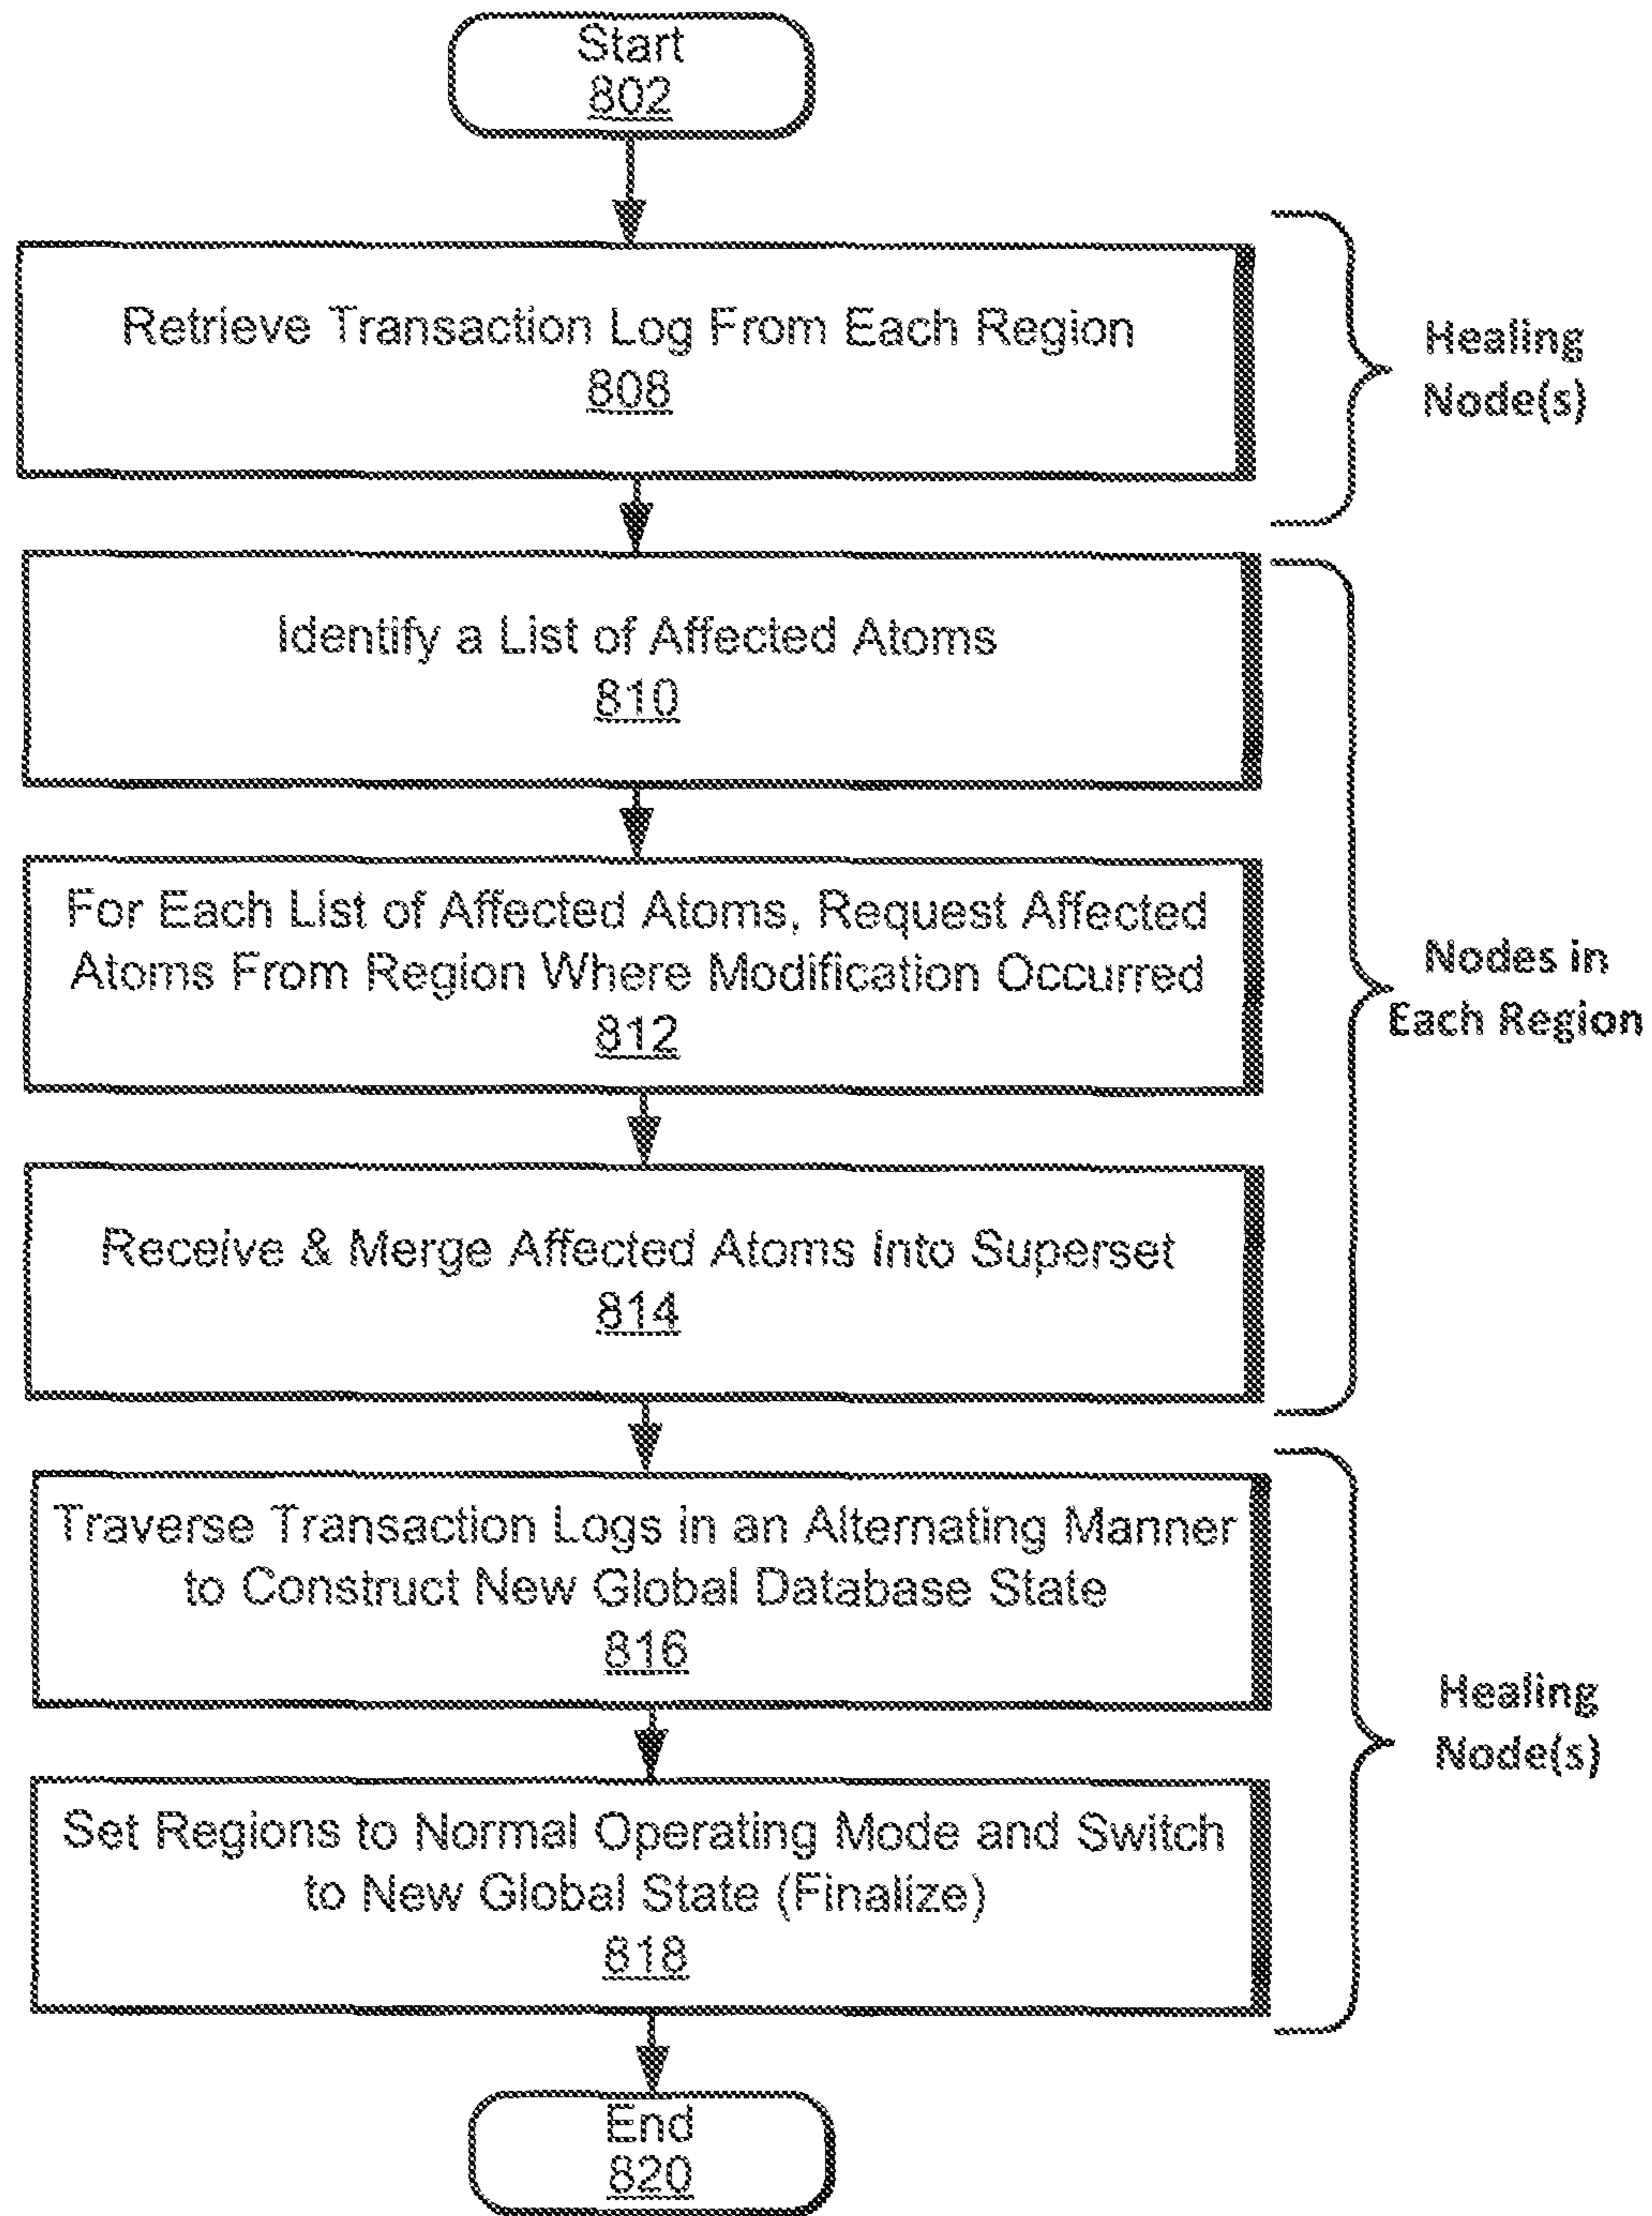 Start
802
Retrieve Transaction Log From Each Region
808
Healing
Node(s)
Identify a List of Affected Atoms
810
For Each List of Affected Atoms, Request Affected
Atoms From Region Where Modification Occurred
812
Nodes in
Each Region
Receive & Merge Affected Atoms Into Superset
814
Traverse Transaction Logs in an Alternating Manner
to Construct New Global Database State
816
Healing
Node(s)
Set Regions to Normal Operating Mode and Switch
to New Global State (Finalize)
818
End
820